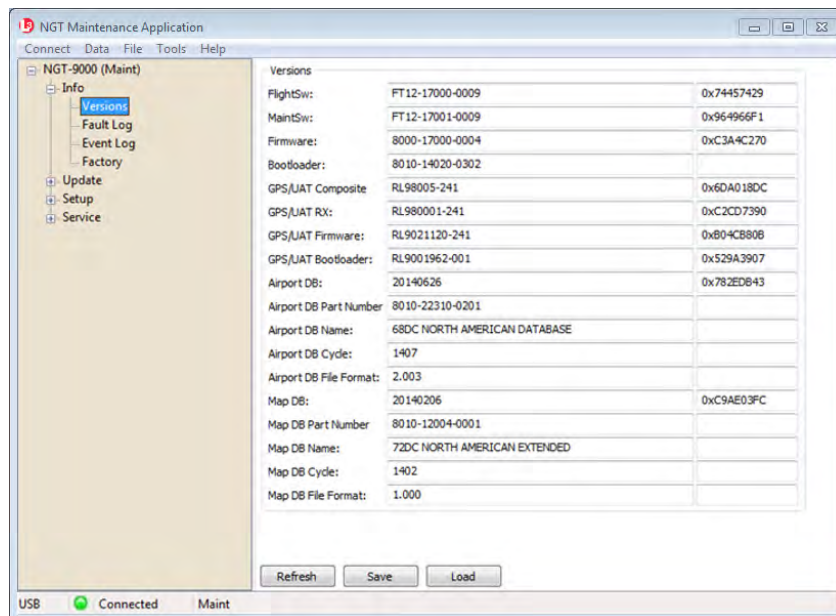 NGT Maintenance Application
Connect Data File Tools Help
NGT-9000 (Maint)
Info
Versions
Fault Log
Event Log
Factory
Update
Setup
Service
Versions
FlightSw: FT12-17000-0009 0x74457429
MaintSw: FT12-17001-0009 0x964966F1
Firmware: 8000-17000-0004 0xC3A4C270
Bootloader: 8010-14020-0302
GPS/UAT Composite RL98005-241 0x6DA018DC
GPS/UAT RX: RL980001-241 0xC2CD7390
GPS/UAT Firmware: RL9021120-241 0xB04CB80B
GPS/UAT Bootloader: RL9001962-001 0x529A3907
Airport DB: 20140626 0x782EDB43
Airport DB Part Number 8010-22310-0201
Airport DB Name: 68DC NORTH AMERICAN DATABASE
Airport DB Cycle: 1407
Airport DB File Format: 2.003
Map DB: 20140206 0xC9AE03FC
Map DB Part Number 8010-12004-0001
Map DB Name: 72DC NORTH AMERICAN EXTENDED
Map DB Cycle: 1402
Map DB File Format: 1.000
Refresh Save Load
USB Connected Maint